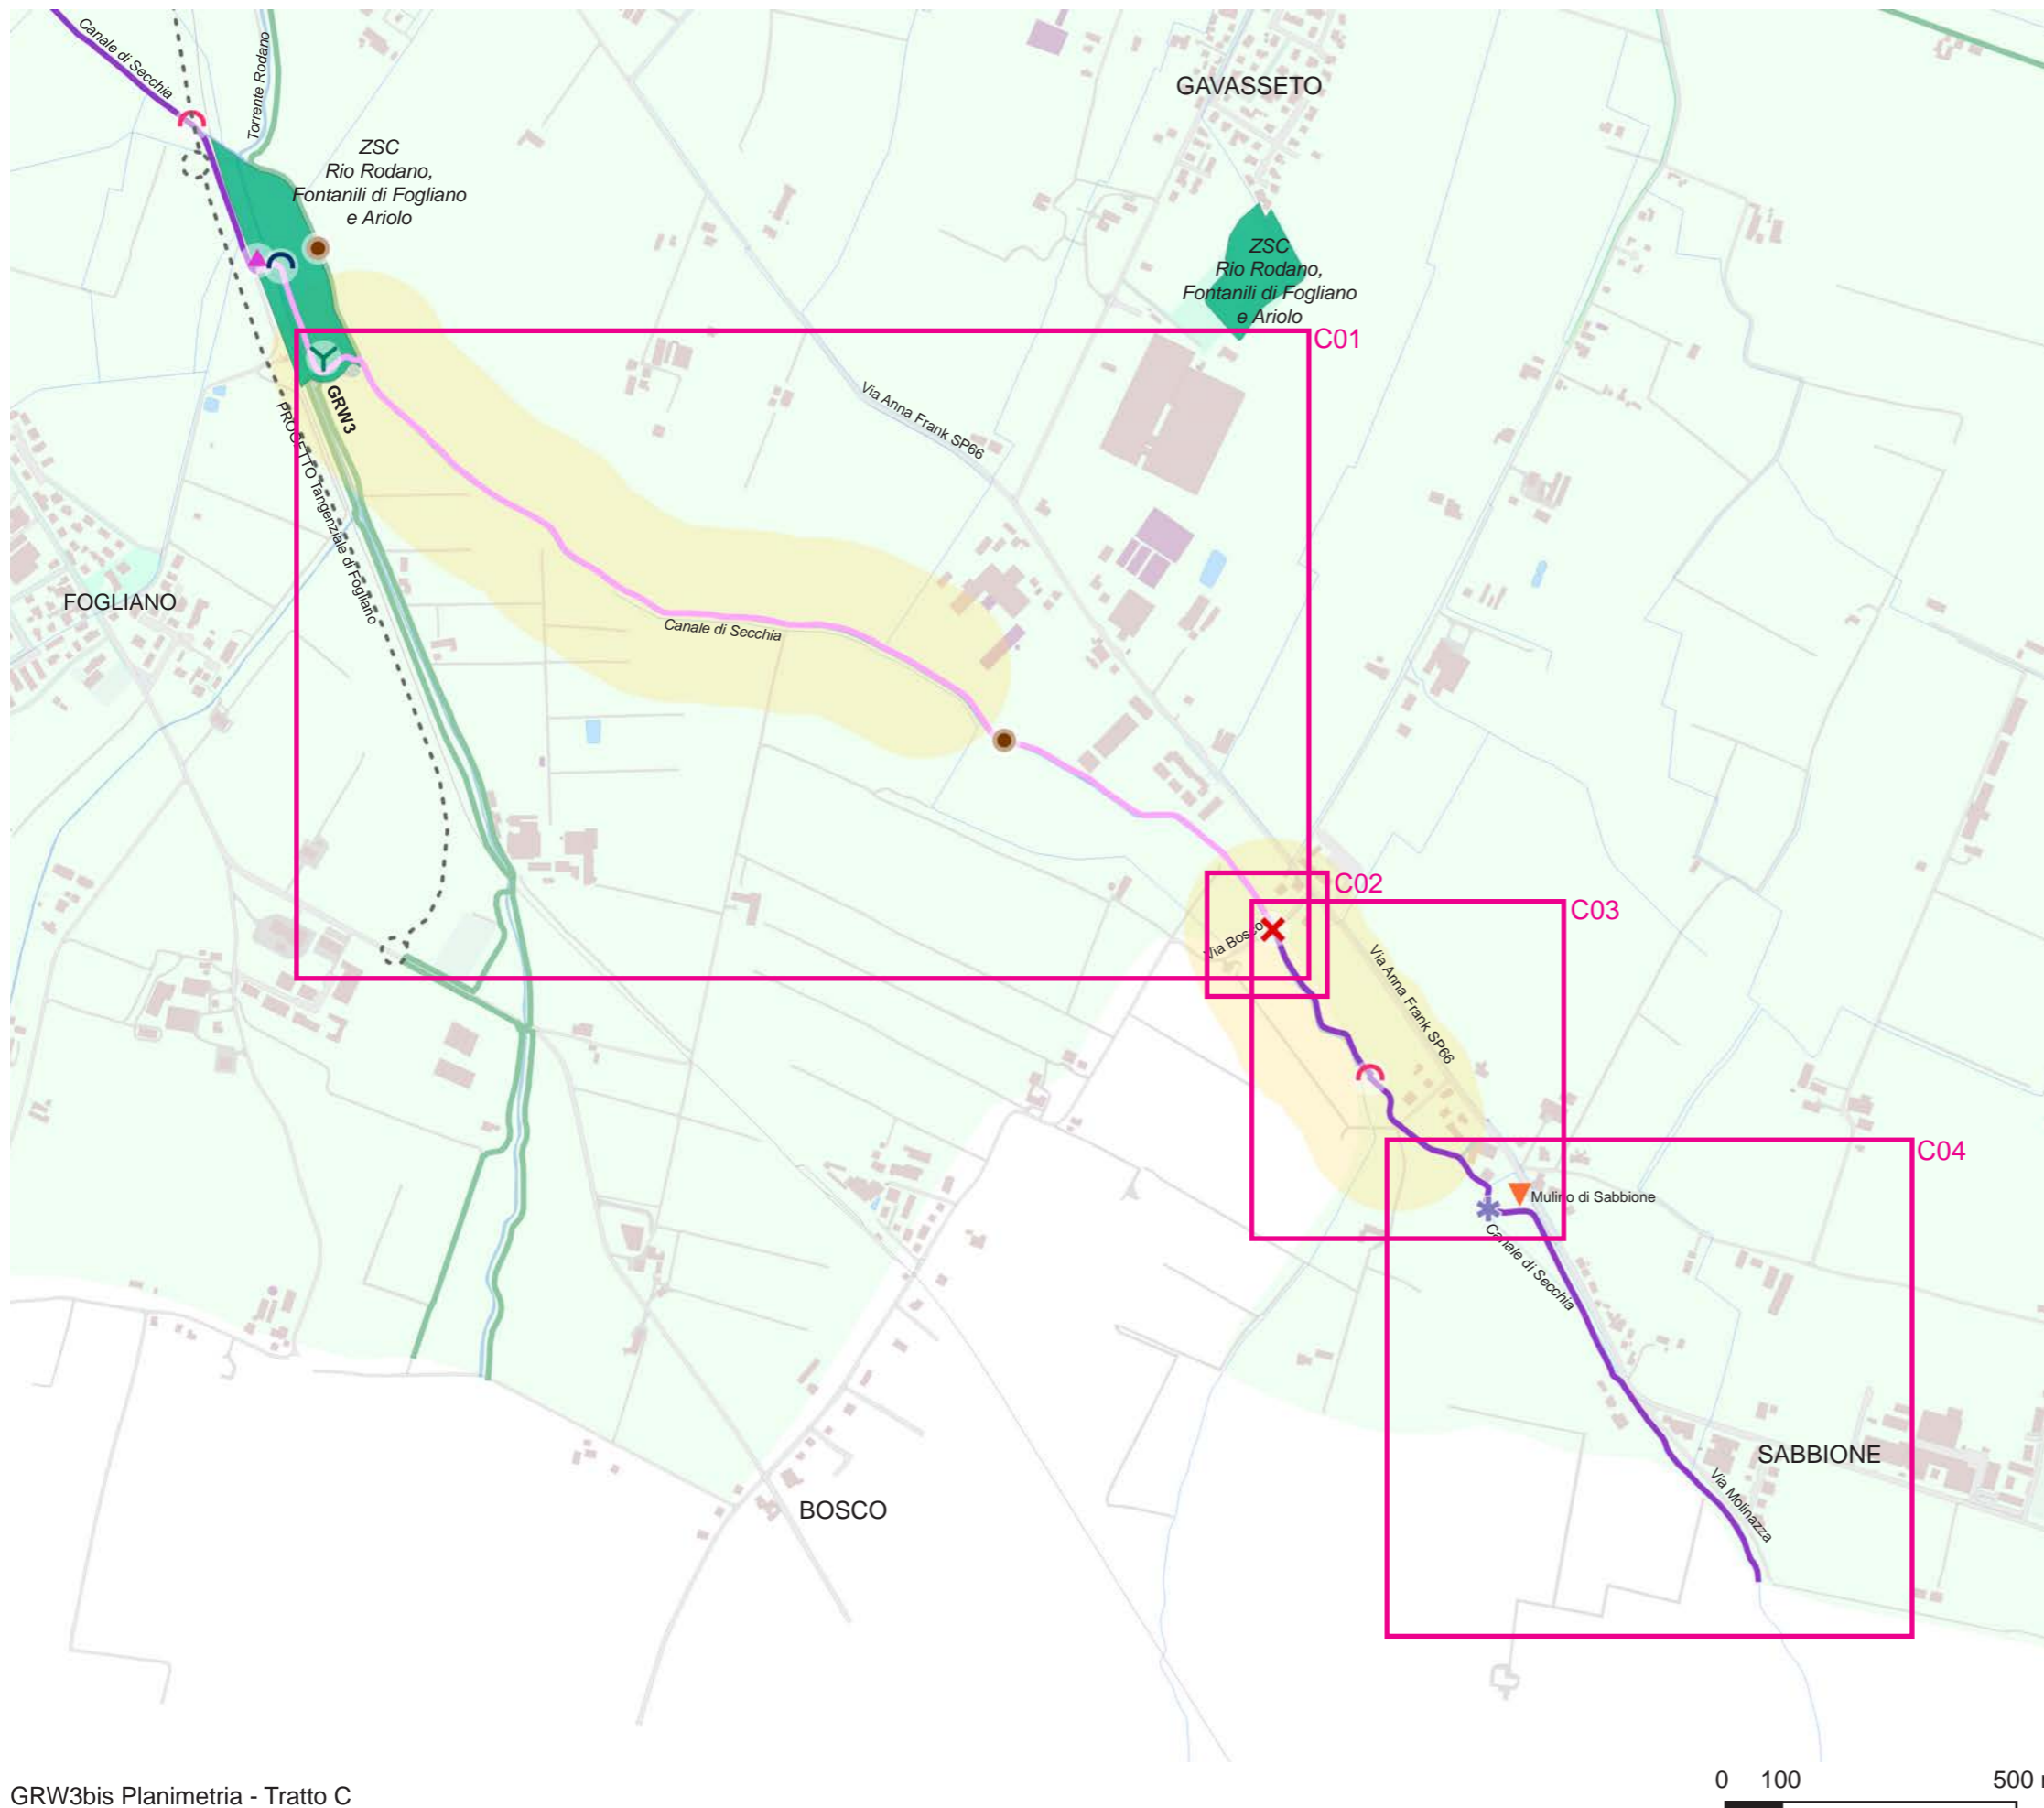 Canale di Secchia
Torrente Rodano
GAVASSETO
ZSC
Rio Rodano,
Fontanili di Fogliano
e Ariolo
ZSC
Rio Rodano,
Fontanili di Fogliano
e Ariolo
C01
GRW3
Via Anna Frank SP66
PROGETTO Tangenziale di Fogliano
FOGLIANO
Canale di Secchia
C02
C03
Via Bosco
Via Anna Frank SP66
C04
Mulino di Sabbione
Canale di Secchia
SABBIONE
Via Molinazza
BOSCO
GRW3bis Planimetria - Tratto C
0 100 500